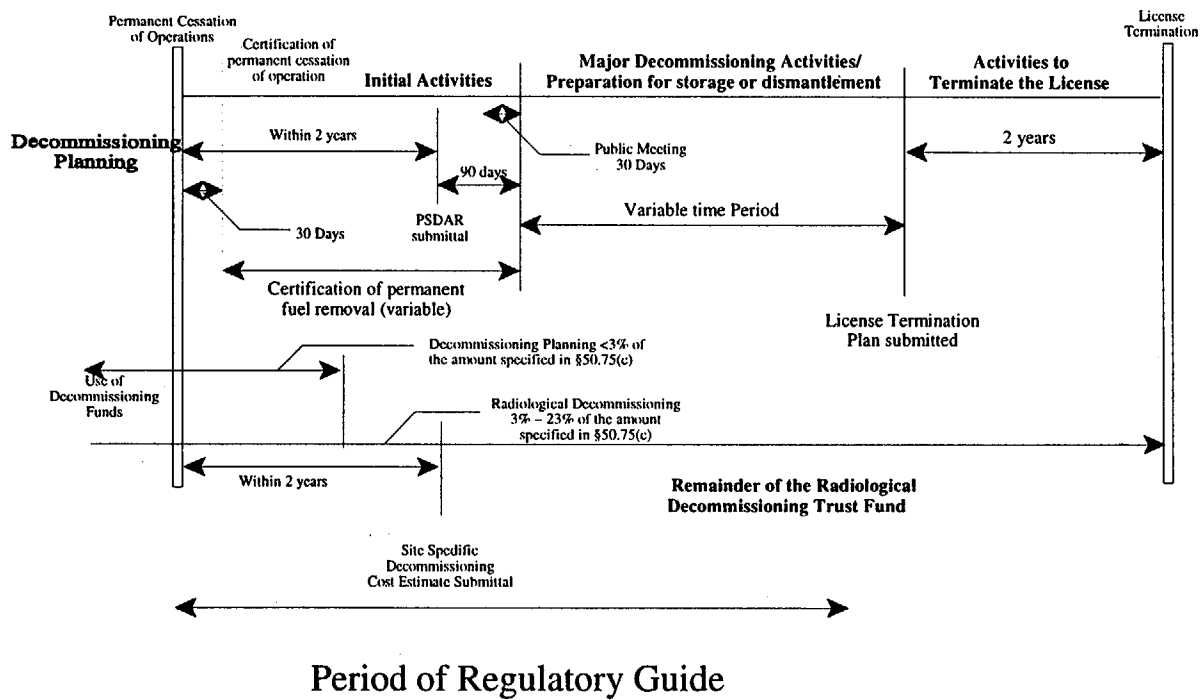 Permanent Cessation
of Operations
License
Termination
Certification of
permanent cessation
of operation
Initial Activities
Major Decommissioning Activities/
Preparation for storage or dismantlement
Activities to
Terminate the License
Decommissioning
Planning
Within 2 years
Public Meeting
30 Days
2 years
90 days
30 Days
PSDAR
submittal
Variable time Period
Certification of permanent
fuel removal (variable)
License Termination
Plan submitted
Decommissioning Planning <3% of
the amount specified in §50.75(c)
Use of
Decommissioning
Funds
Radiological Decommissioning
3% – 23% of the amount
specified in §50.75(c)
Within 2 years
Remainder of the Radiological
Decommissioning Trust Fund
Site Spedific
Decommissioning
Cost Estimate Submittal
Period of Regulatory Guide